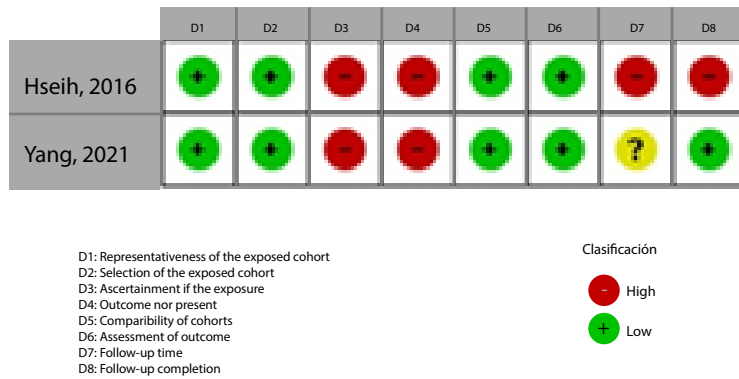 D1 D2 D3 D4 D5 D6 D7 D8
Hseih, 2016 + + - - + + - -
Yang, 2021 + + - - + + ? +
D1: Representativeness of the exposed cohort
D2: Selection of the exposed cohort
D3: Ascertainment if the exposure
D4: Outcome nor present
D5: Comparibility of cohorts
D6: Assessment of outcome
D7: Follow-up time
D8: Follow-up completion
Clasificación
- High
+ Low